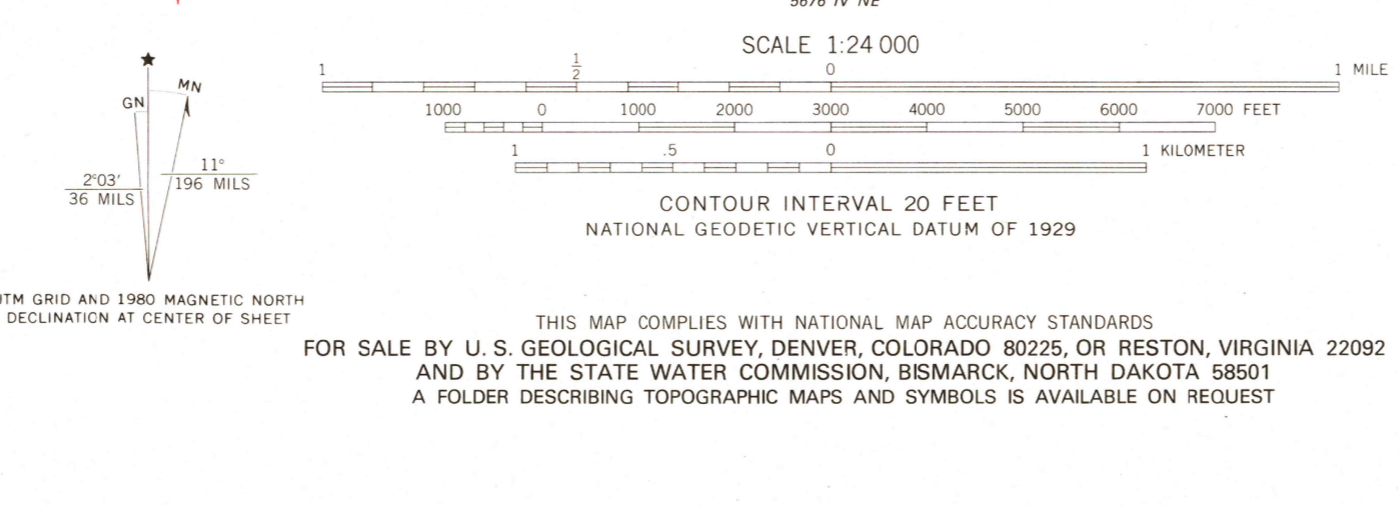 5676 IV NE
SCALE 1:24 000
1 1/2 0 1 MILE
1000 0 1000 2000 3000 4000 5000 6000 7000 FEET
1 .5 0 1 KILOMETER
CONTOUR INTERVAL 20 FEET
NATIONAL GEODETIC VERTICAL DATUM OF 1929
★
GN
MN
2°03′
36 MILS
11°
196 MILS
UTM GRID AND 1980 MAGNETIC NORTH
DECLINATION AT CENTER OF SHEET
THIS MAP COMPLIES WITH NATIONAL MAP ACCURACY STANDARDS
FOR SALE BY U. S. GEOLOGICAL SURVEY, DENVER, COLORADO 80225, OR RESTON, VIRGINIA 22092
AND BY THE STATE WATER COMMISSION, BISMARCK, NORTH DAKOTA 58501
A FOLDER DESCRIBING TOPOGRAPHIC MAPS AND SYMBOLS IS AVAILABLE ON REQUEST